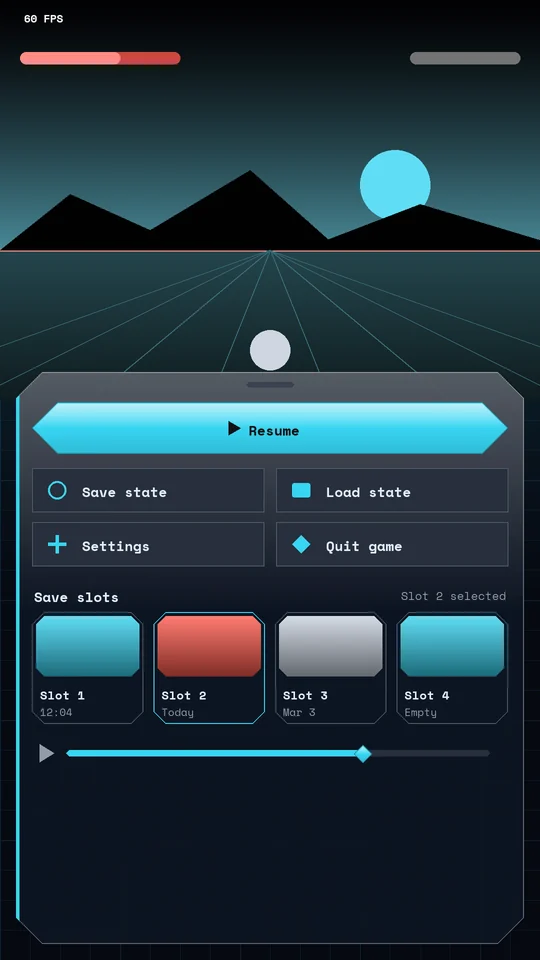 60 FPS
Resume
Save state
Load state
Settings
Quit game
Save slots
Slot 2 selected
Slot 1
12:04
Slot 2
Today
Slot 3
Mar 3
Slot 4
Empty